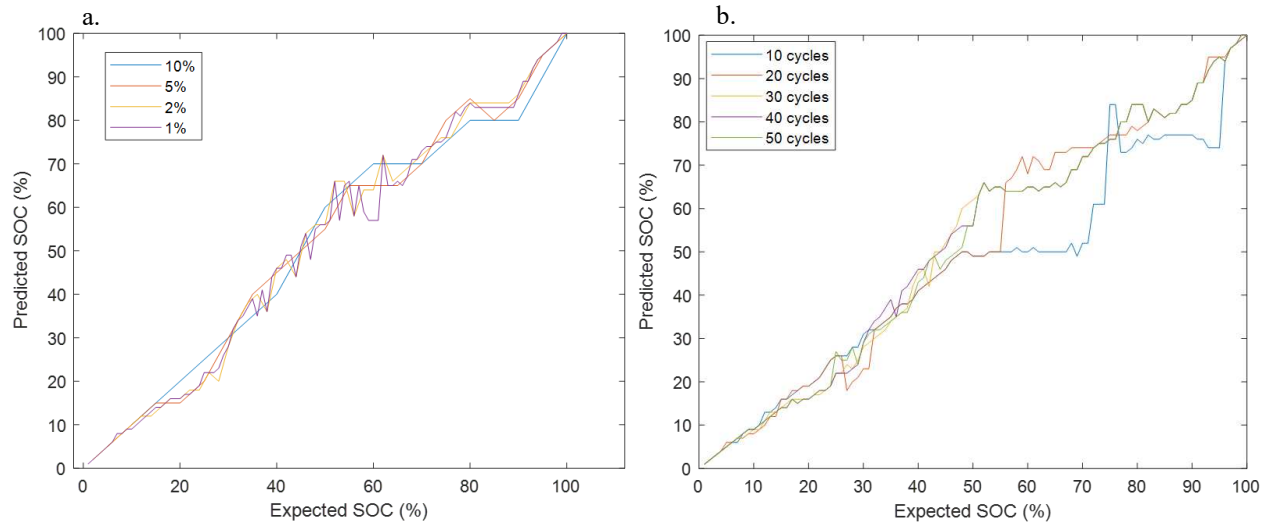 a.
100
90
80
70
60
50
40
30
20
10
0
0 20 40 60 80 100
Predicted SOC (%)
Expected SOC (%)
10%
5%
2%
1%
b.
100
90
80
70
60
50
40
30
20
10
0
0 10 20 30 40 50 60 70 80 90 100
Predicted SOC (%)
Expected SOC (%)
10 cycles
20 cycles
30 cycles
40 cycles
50 cycles